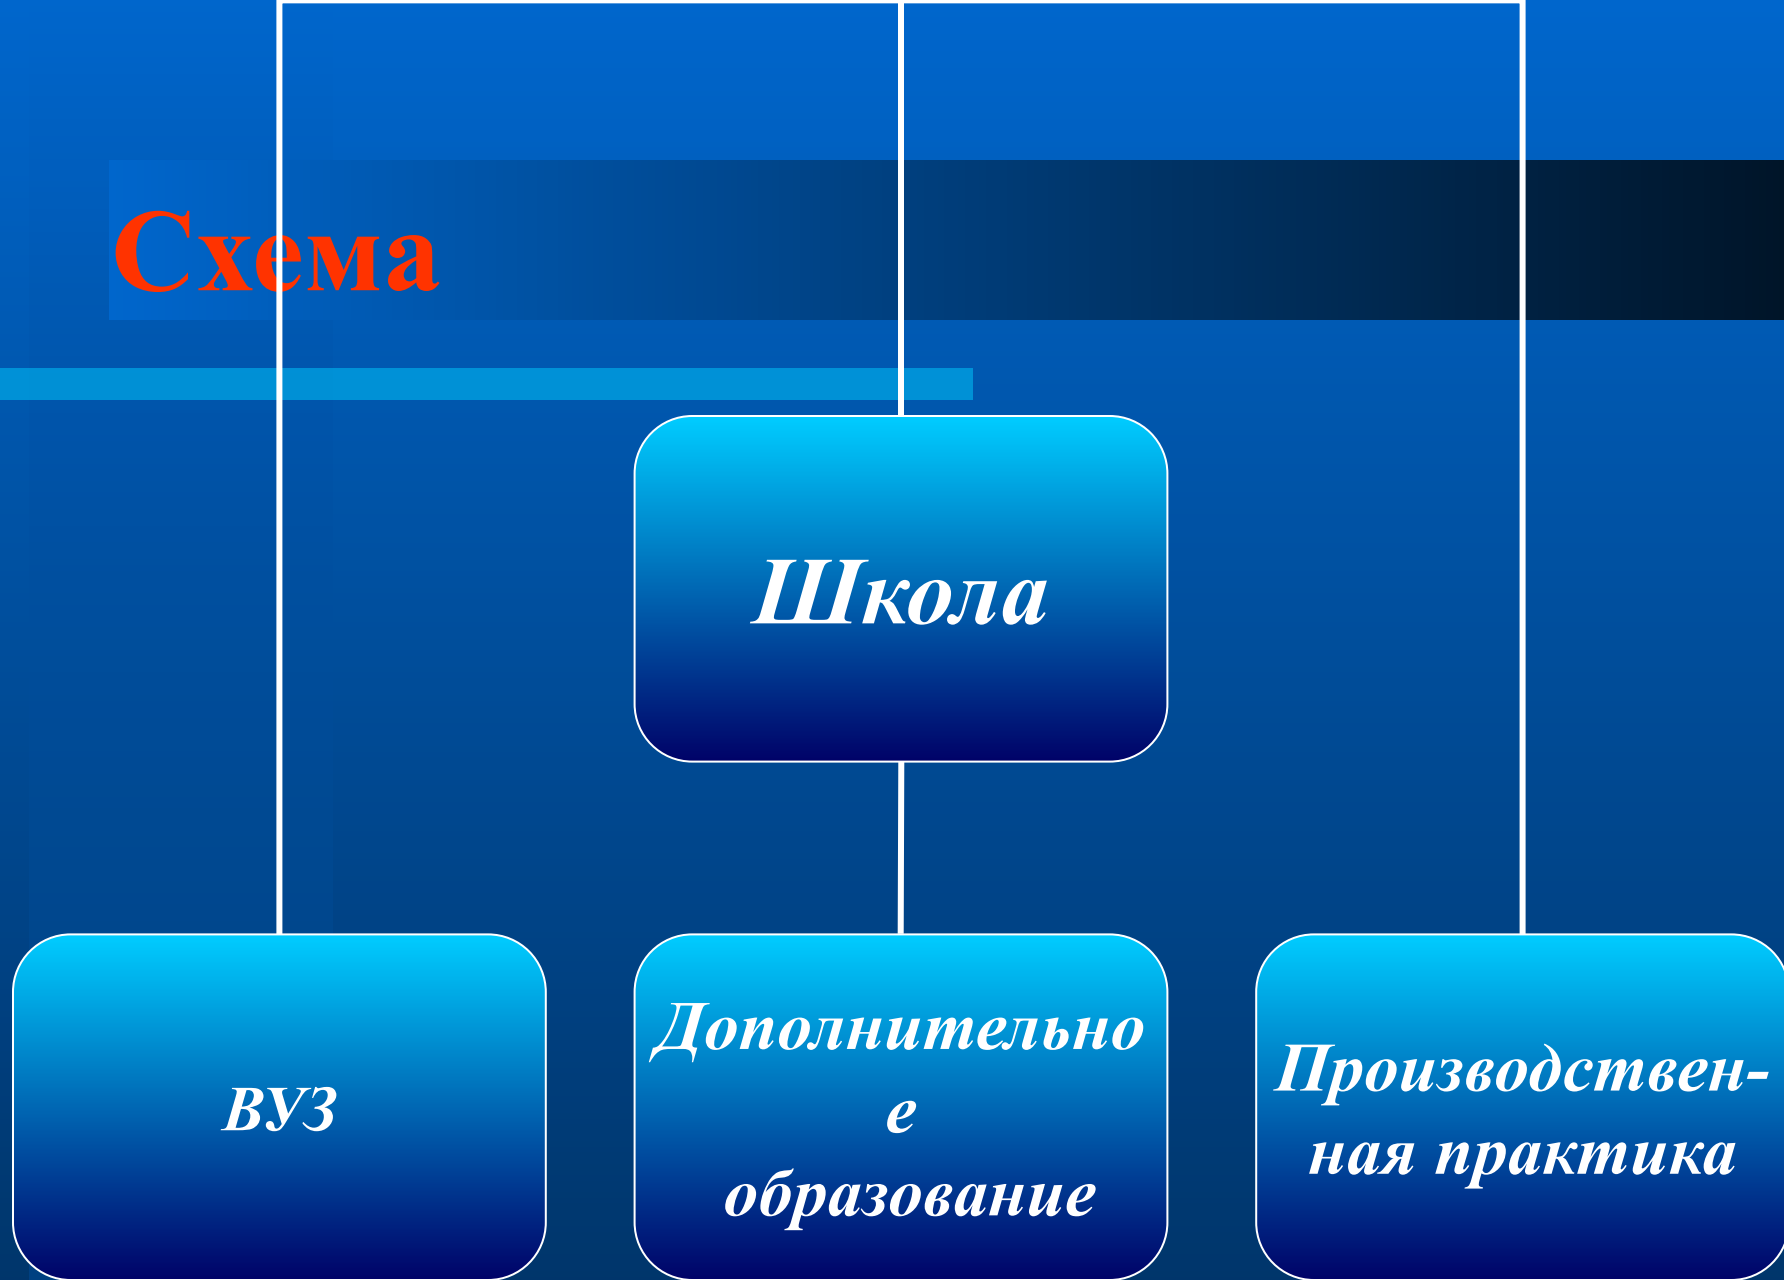 Схема
Школа
ВУЗ
Дополнительно
е
образование
Производствен-
ная практика